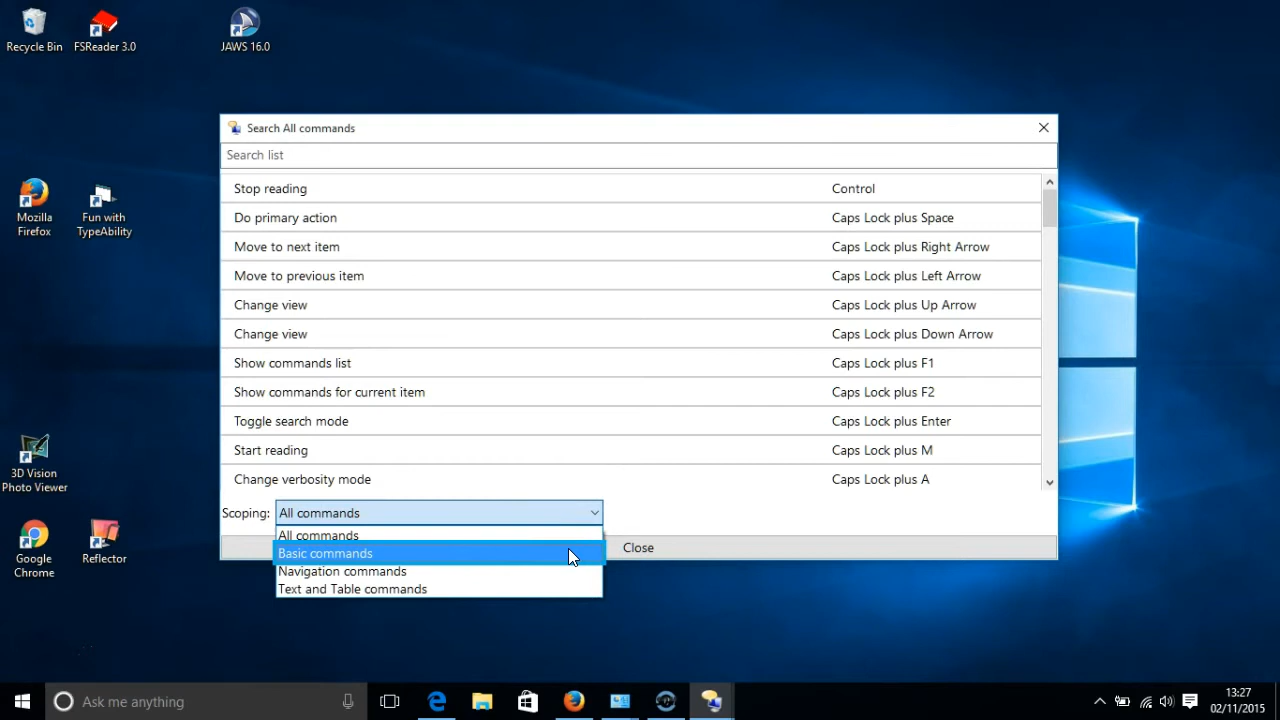 Recycle Bin
FSReader 3.0
JAWS 16.0
Search All commands
Search list
Stop reading Control
Do primary action Caps Lock plus Space
Move to next item Caps Lock plus Right Arrow
Move to previous item Caps Lock plus Left Arrow
Change view Caps Lock plus Up Arrow
Change view Caps Lock plus Down Arrow
Show commands list Caps Lock plus F1
Show commands for current item Caps Lock plus F2
Toggle search mode Caps Lock plus Enter
Start reading Caps Lock plus M
Change verbosity mode Caps Lock plus A
Scoping: All commands
All commands
Basic commands
Navigation commands
Text and Table commands
Close
Mozilla
Firefox
Fun with
TypeAbility
3D Vision
Photo Viewer
Google
Chrome
Reflector
Ask me anything
13:27
02/11/2015